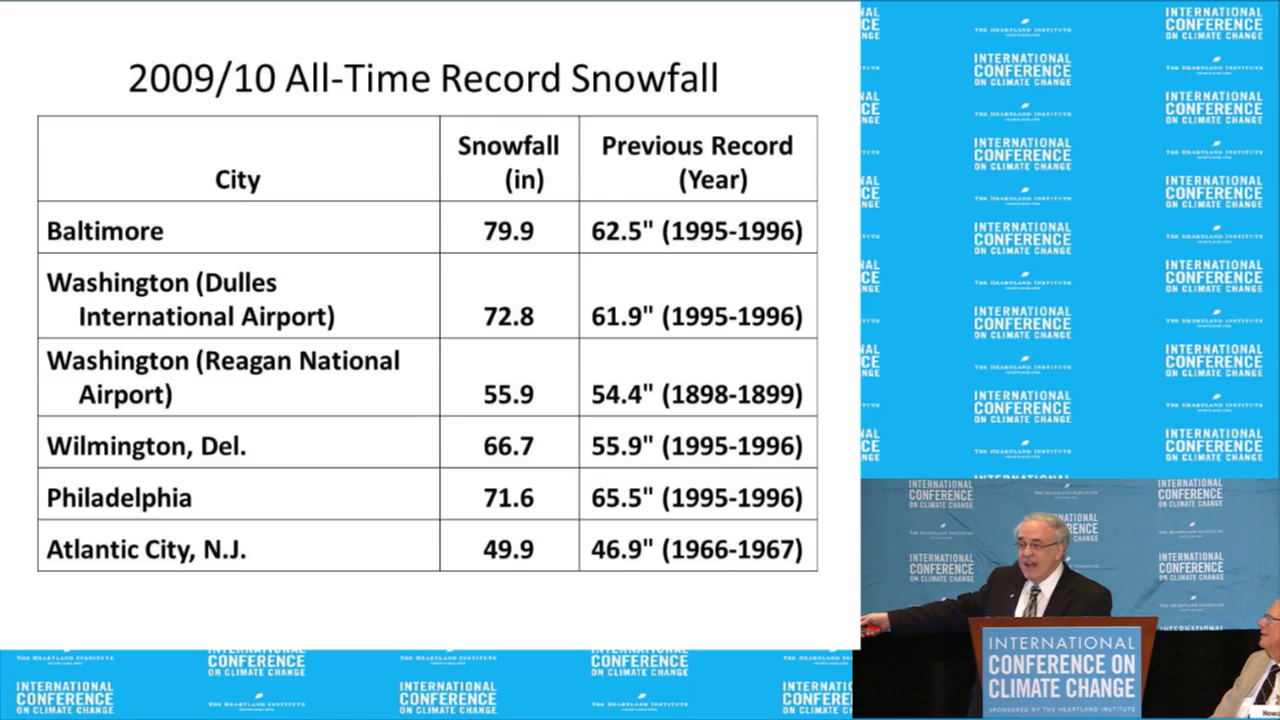 2009/10 All-Time Record Snowfall
City
Snowfall (in)
Previous Record (Year)
Baltimore
79.9
62.5" (1995-1996)
Washington (Dulles
International Airport)
72.8
61.9" (1995-1996)
Washington (Reagan National
Airport)
55.9
54.4" (1898-1899)
Wilmington, Del.
66.7
55.9" (1995-1996)
Philadelphia
71.6
65.5" (1995-1996)
Atlantic City, N.J.
49.9
46.9" (1966-1967)
THE HEARTLAND INSTITUTE
INTERNATIONAL
CONFERENCE
ON CLIMATE CHANGE
INTERNATIONAL
CONFERENCE ON
CLIMATE CHANGE
SPONSORED BY THE HEARTLAND INSTITUTE